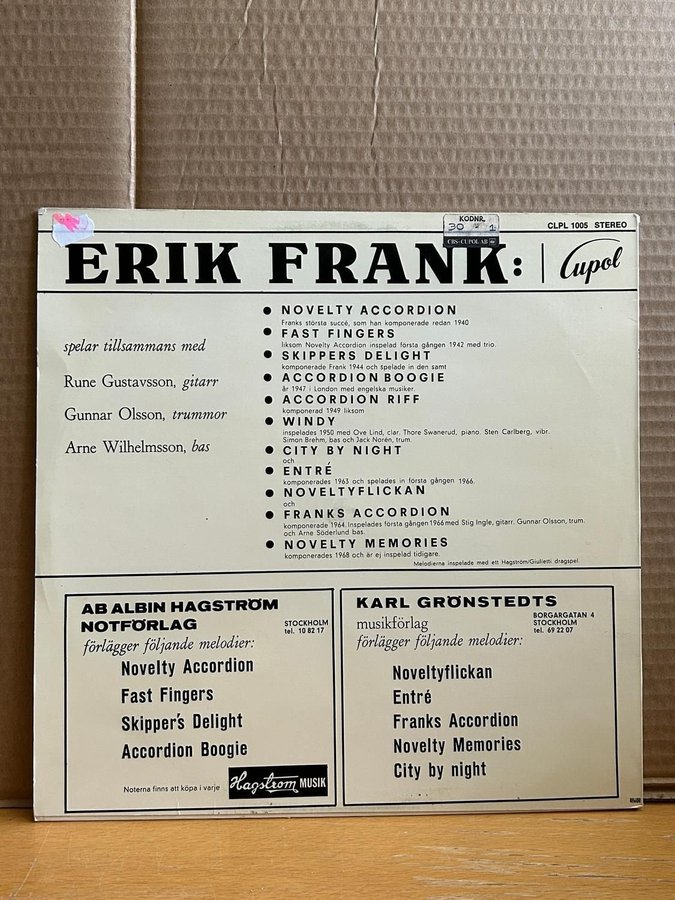 KODNR.
30 * 1
CBS-CUPOL AB
CLPL 1005 STEREO
ERIK FRANK:
Cupol
spelar tillsammans med
Rune Gustavsson, gitarr
Gunnar Olsson, trummor
Arne Wilhelmsson, bas
● NOVELTY ACCORDION
Franks största succé, som han komponerade redan 1940
● FAST FINGERS
liksom Novelty Accordion inspelad första gången 1942 med trio.
● SKIPPERS DELIGHT
komponerade Frank 1944 och spelade in den samt
● ACCORDION BOOGIE
år 1947 i London med engelska musiker.
● ACCORDION RIFF
komponerad 1949 liksom
● WINDY
inspelades 1950 med Ove Lind, clar. Thore Swanerud, piano. Sten Carlberg, vibr.
Simon Brehm, bas och Jack Norén, trum.
● CITY BY NIGHT
och
● ENTRÉ
komponerades 1963 och spelades in första gången 1966.
● NOVELTYFLICKAN
och
● FRANKS ACCORDION
komponerade 1964. Inspelades första gången 1966 med Stig Ingle, gitarr. Gunnar Olsson, trum.
och Arne Söderlund bas.
● NOVELTY MEMORIES
komponerades 1968 och är ej inspelad tidigare.
Melodierna inspelade med ett Hagström/Giulietti dragspel.
AB ALBIN HAGSTRÖM
NOTFÖRLAG
STOCKHOLM
tel. 10 82 17
förlägger följande melodier:
Novelty Accordion
Fast Fingers
Skipper's Delight
Accordion Boogie
Noterna finns att köpa i varje
Hagstrom MUSIK
KARL GRÖNSTEDTS
musikförlag
BORGARGATAN 4
STOCKHOLM
tel. 69 22 07
förlägger följande melodier:
Noveltyflickan
Entré
Franks Accordion
Novelty Memories
City by night